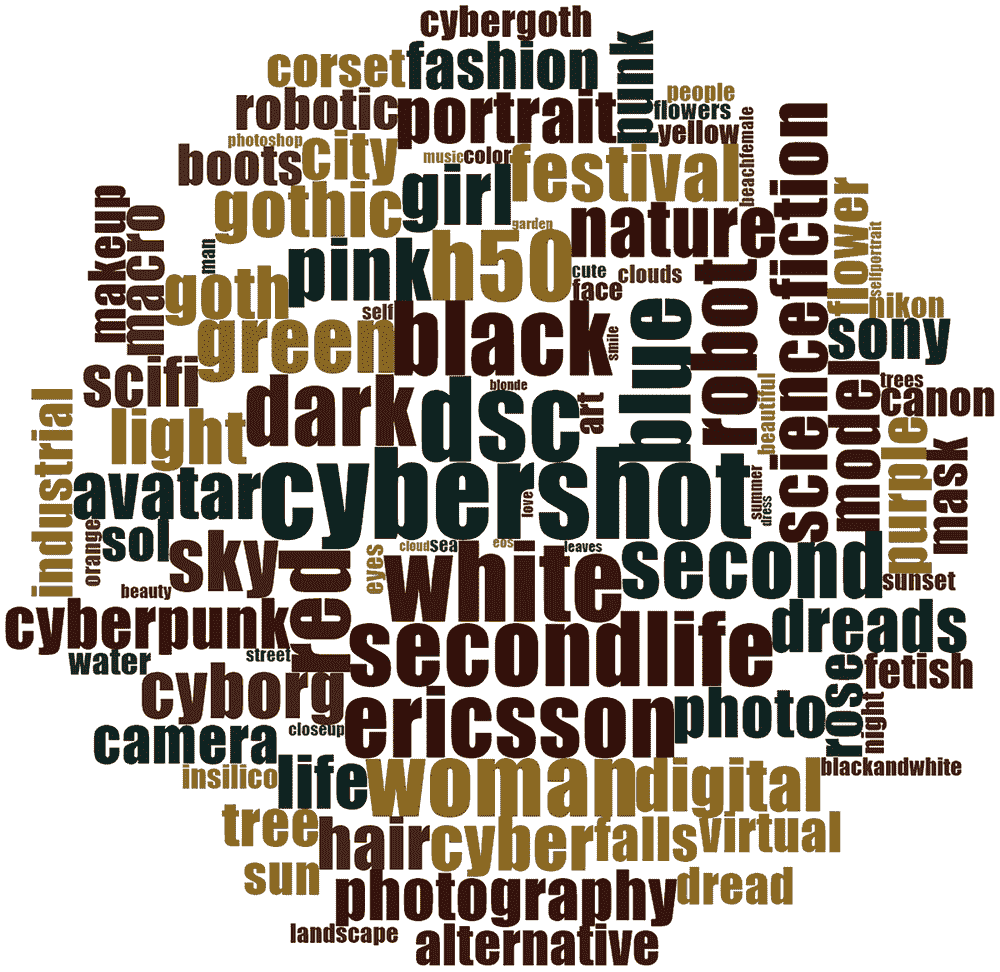 cybergoth
corset fashion punk
robotic portrait people
flowers
photoshop yellow
boots city music color festival beachfemale
gothic girl sciencefiction
makeup macro man garden nature flower selfportrait
pink h50 cute clouds robot
goth face nikon
self black smile blue sony
green
scifi blonde trees
dark dsc art beautiful model canon
industrial light purple mask
avatar cybershot summer dress
love
orange sol sky red eyes cloud sea eos leaves
beauty white second sunset
cyberpunk dreads
water street secondlife rose fetish
cyborg ericsson photo night
camera closeup
insilico life woman digital blackandwhite
tree hair cyber falls virtual
sun photography dread
landscape alternative